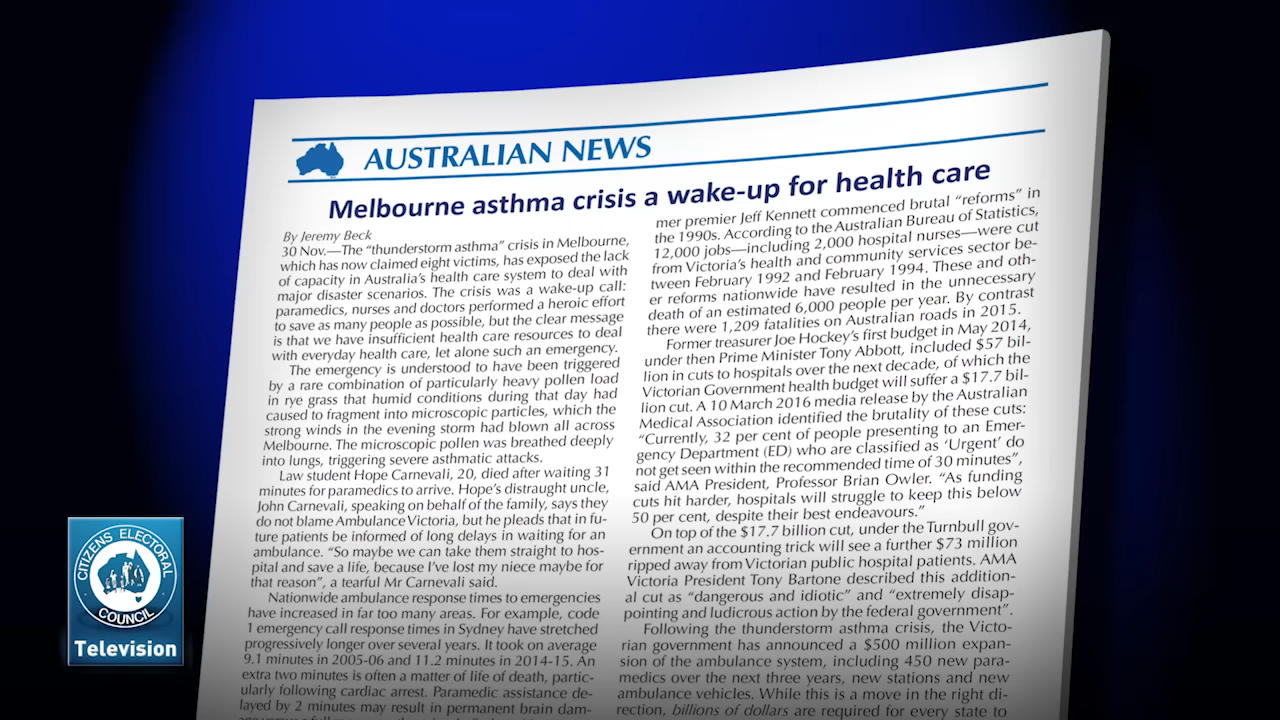 AUSTRALIAN NEWS
Melbourne asthma crisis a wake-up for health care
By Jeremy Beck
30 Nov.—The “thunderstorm asthma” crisis in Melbourne,
which has now claimed eight victims, has exposed the lack
of capacity in Australia’s health care system to deal with
major disaster scenarios. The crisis was a wake-up call:
paramedics, nurses and doctors performed a heroic effort
to save as many people as possible, but the clear message
is that we have insufficient health care resources to deal
with everyday health care, let alone such an emergency.
The emergency is understood to have been triggered
by a rare combination of particularly heavy pollen load
in rye grass that humid conditions during that day had
caused to fragment into microscopic particles, which the
strong winds in the evening storm had blown all across
Melbourne. The microscopic pollen was breathed deeply
into lungs, triggering severe asthmatic attacks.
Law student Hope Carnevali, 20, died after waiting 31
minutes for paramedics to arrive. Hope’s distraught uncle,
John Carnevali, speaking on behalf of the family, says they
do not blame Ambulance Victoria, but he pleads that in fu-
ture patients be informed of long delays in waiting for an
ambulance. “So maybe we can take them straight to hos-
pital and save a life, because I’ve lost my niece maybe for
that reason”, a tearful Mr Carnevali said.
Nationwide ambulance response times to emergencies
have increased in far too many areas. For example, code
1 emergency call response times in Sydney have stretched
progressively longer over several years. It took on average
9.1 minutes in 2005-06 and 11.2 minutes in 2014-15. An
extra two minutes is often a matter of life of death, partic-
ularly following cardiac arrest. Paramedic assistance de-
layed by 2 minutes may result in permanent brain dam-
mer premier Jeff Kennett commenced brutal “reforms” in
the 1990s. According to the Australian Bureau of Statistics,
12,000 jobs—including 2,000 hospital nurses—were cut
from Victoria’s health and community services sector be-
tween February 1992 and February 1994. These and oth-
er reforms nationwide have resulted in the unnecessary
death of an estimated 6,000 people per year. By contrast
there were 1,209 fatalities on Australian roads in 2015.
Former treasurer Joe Hockey’s first budget in May 2014,
under then Prime Minister Tony Abbott, included $57 bil-
lion in cuts to hospitals over the next decade, of which the
Victorian Government health budget will suffer a $17.7 bil-
lion cut. A 10 March 2016 media release by the Australian
Medical Association identified the brutality of these cuts:
“Currently, 32 per cent of people presenting to an Emer-
gency Department (ED) who are classified as ‘Urgent’ do
not get seen within the recommended time of 30 minutes”,
said AMA President, Professor Brian Owler. “As funding
cuts hit harder, hospitals will struggle to keep this below
50 per cent, despite their best endeavours.”
On top of the $17.7 billion cut, under the Turnbull gov-
ernment an accounting trick will see a further $73 million
ripped away from Victorian public hospital patients. AMA
Victoria President Tony Bartone described this addition-
al cut as “dangerous and idiotic” and “extremely disap-
pointing and ludicrous action by the federal government”.
Following the thunderstorm asthma crisis, the Victo-
rian government has announced a $500 million expan-
sion of the ambulance system, including 450 new para-
medics over the next three years, new stations and new
ambulance vehicles. While this is a move in the right di-
rection, billions of dollars are required for every state to
CITIZENS ELECTORAL
COUNCIL
Television